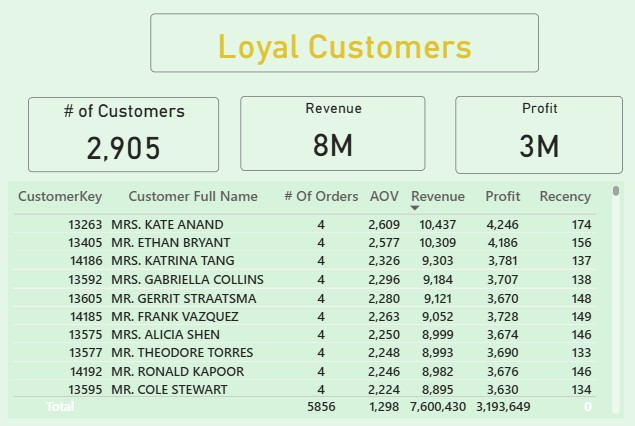 Loyal Customers
# of Customers
2,905
Revenue
8M
Profit
3M
CustomerKey Customer Full Name # Of Orders AOV Revenue Profit Recency
13263 MRS. KATE ANAND 4 2,609 10,437 4,246 174
13405 MR. ETHAN BRYANT 4 2,577 10,309 4,186 156
14186 MRS. KATRINA TANG 4 2,326 9,303 3,781 137
13592 MRS. GABRIELLA COLLINS 4 2,296 9,184 3,707 138
13605 MR. GERRIT STRAATSMA 4 2,280 9,121 3,670 148
14185 MR. FRANK VAZQUEZ 4 2,263 9,052 3,728 149
13575 MRS. ALICIA SHEN 4 2,250 8,999 3,674 146
13577 MR. THEODORE TORRES 4 2,248 8,993 3,690 133
14192 MR. RONALD KAPOOR 4 2,246 8,982 3,676 146
13595 MR. COLE STEWART 4 2,224 8,895 3,630 134
Total 5856 1,298 7,600,430 3,193,649 0